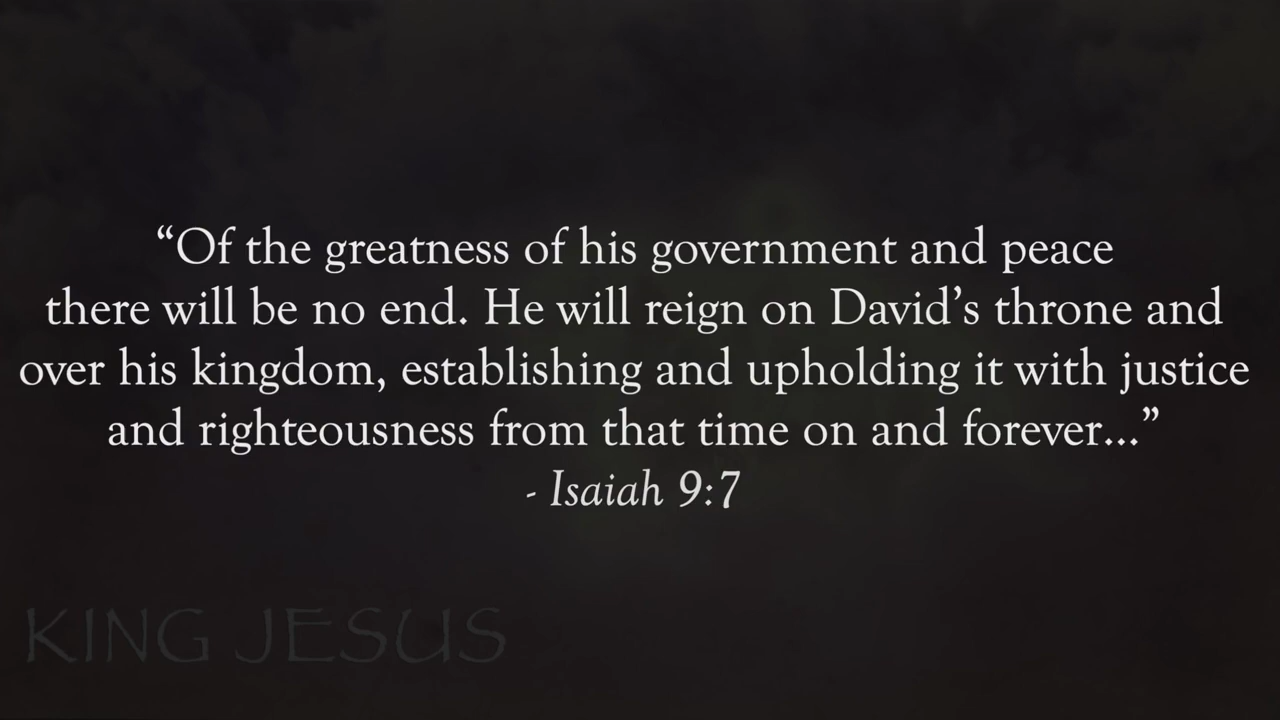 “Of the greatness of his government and peace
there will be no end. He will reign on David’s throne and
over his kingdom, establishing and upholding it with justice
and righteousness from that time on and forever...”
- Isaiah 9:7
KING JESUS